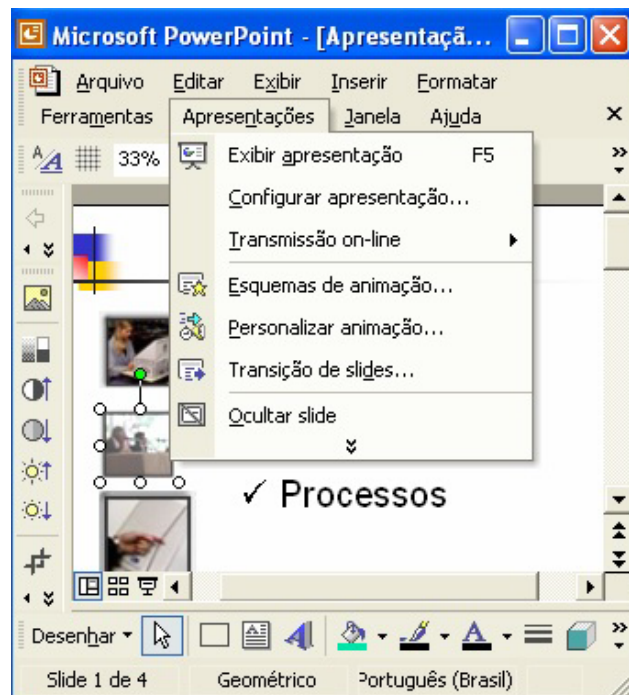 Microsoft PowerPoint - [Apresentaçã...
Arquivo Editar Exibir Inserir Formatar
Ferramentas Apresentações Janela Ajuda
33%
Exibir apresentação F5
Configurar apresentação...
Transmissão on-line
Esquemas de animação...
Personalizar animação...
Transição de slides...
Ocultar slide
✓ Processos
Desenhar
Slide 1 de 4 Geométrico Português (Brasil)